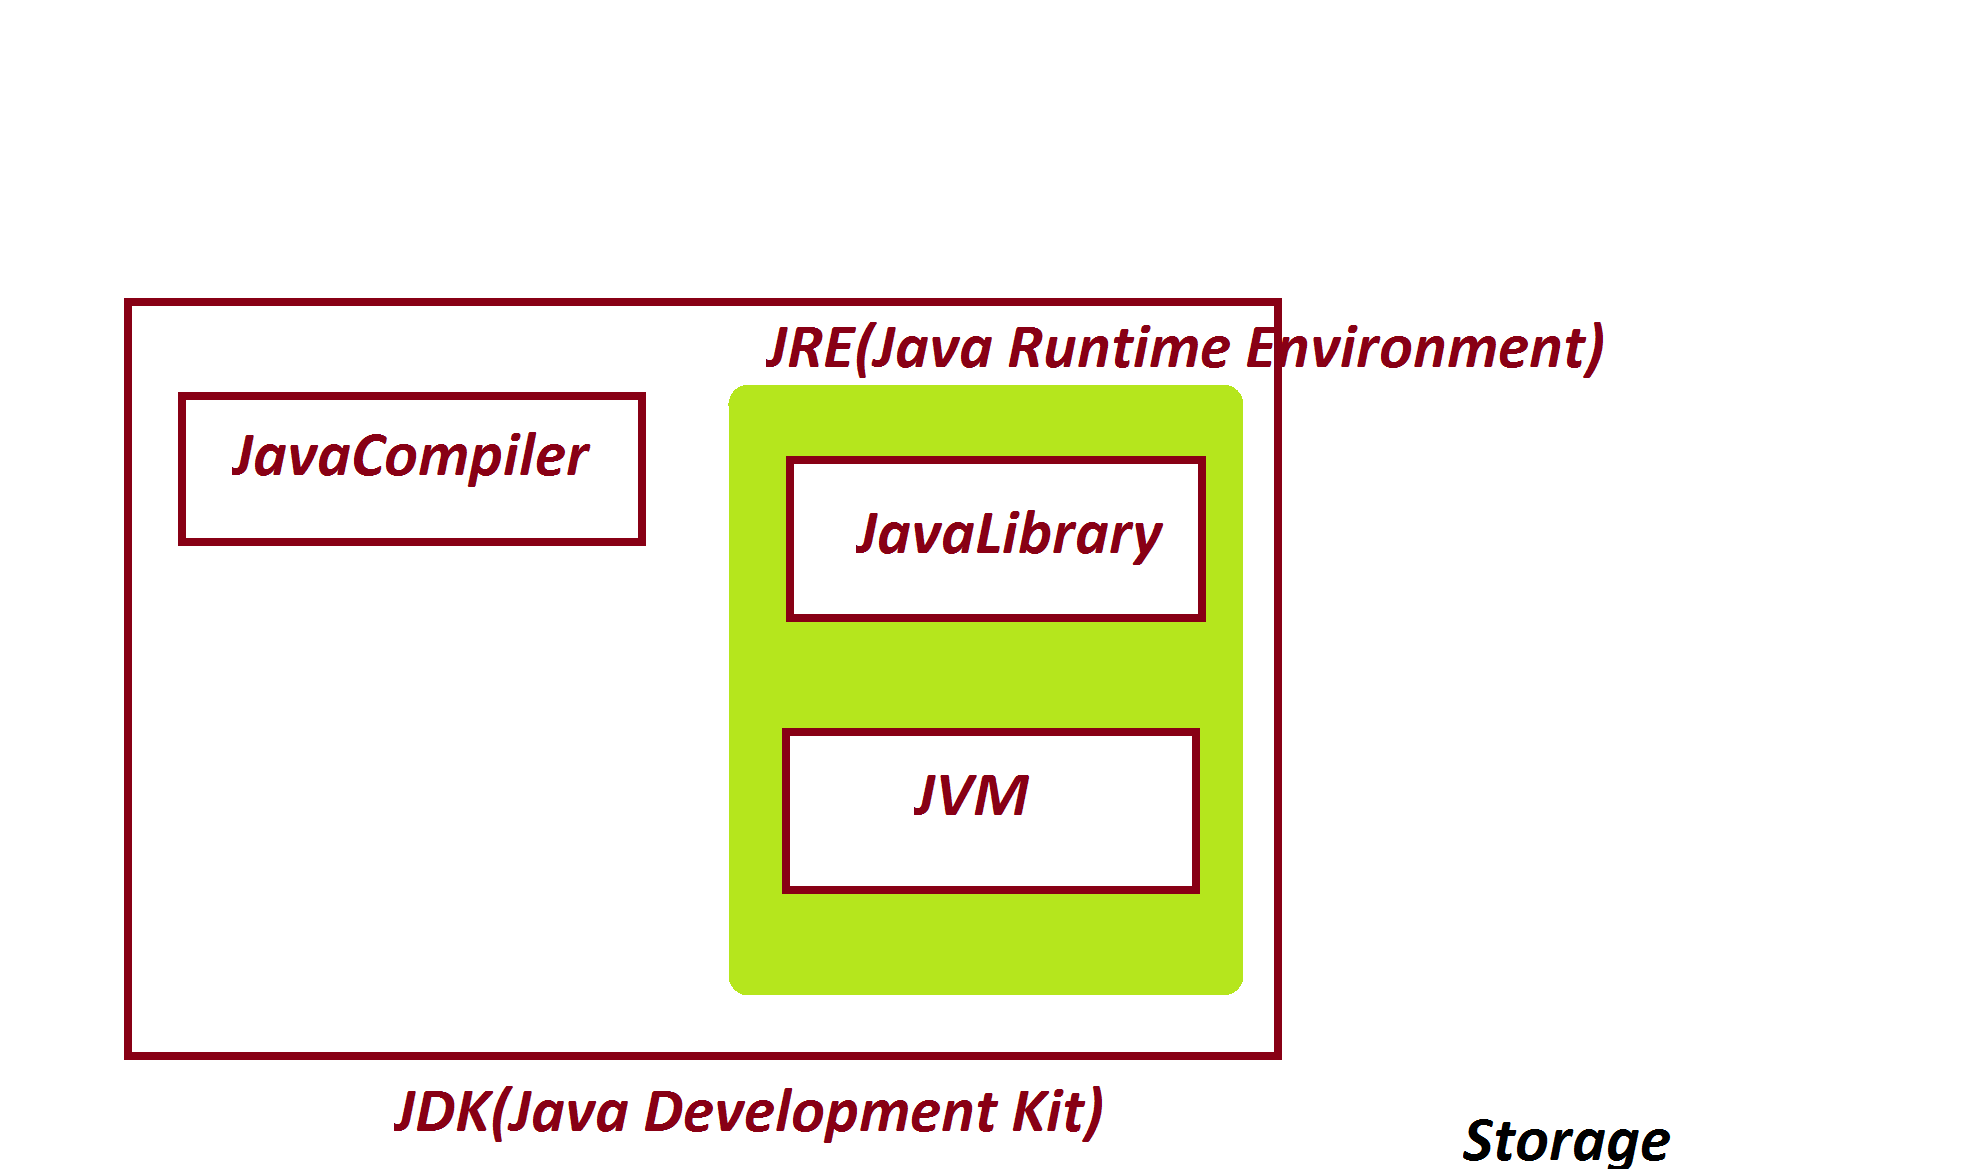 JRE(Java Runtime Environment)
JavaCompiler
JavaLibrary
JVM
JDK(Java Development Kit)
Storage